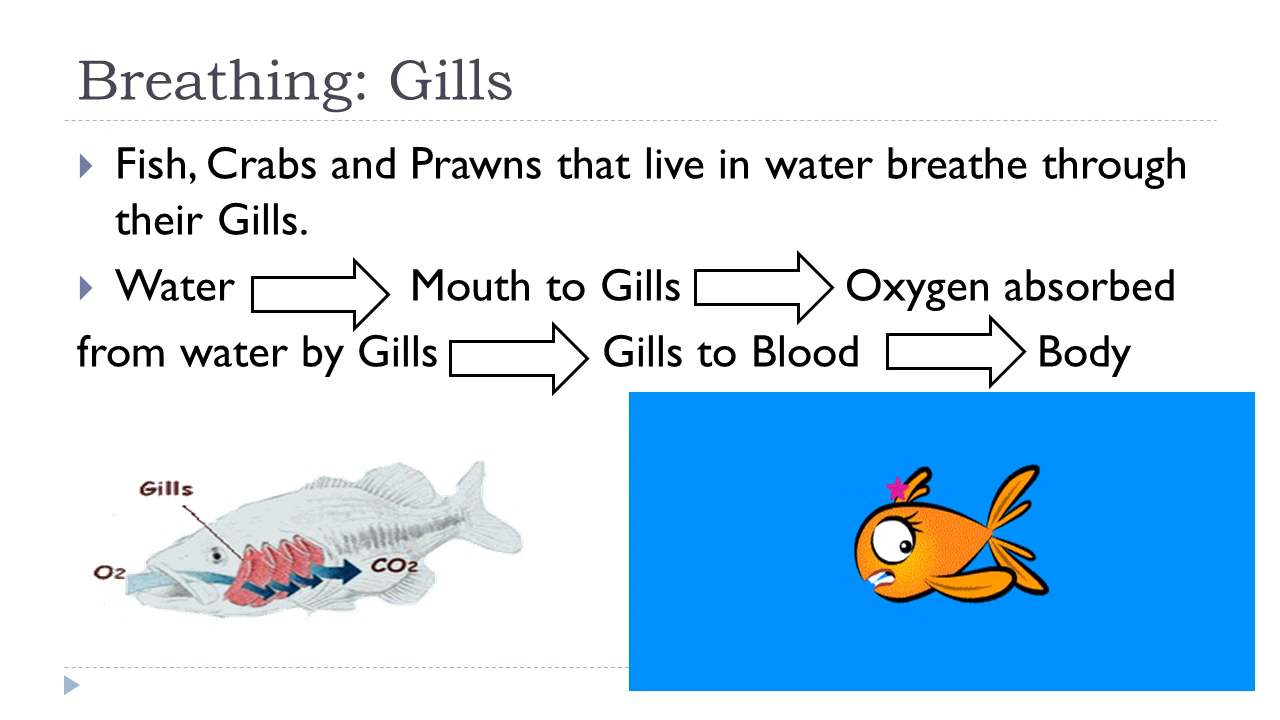 Breathing: Gills
Fish, Crabs and Prawns that live in water breathe through
their Gills.
Water Mouth to Gills Oxygen absorbed
from water by Gills Gills to Blood Body
Gills
O2
CO2